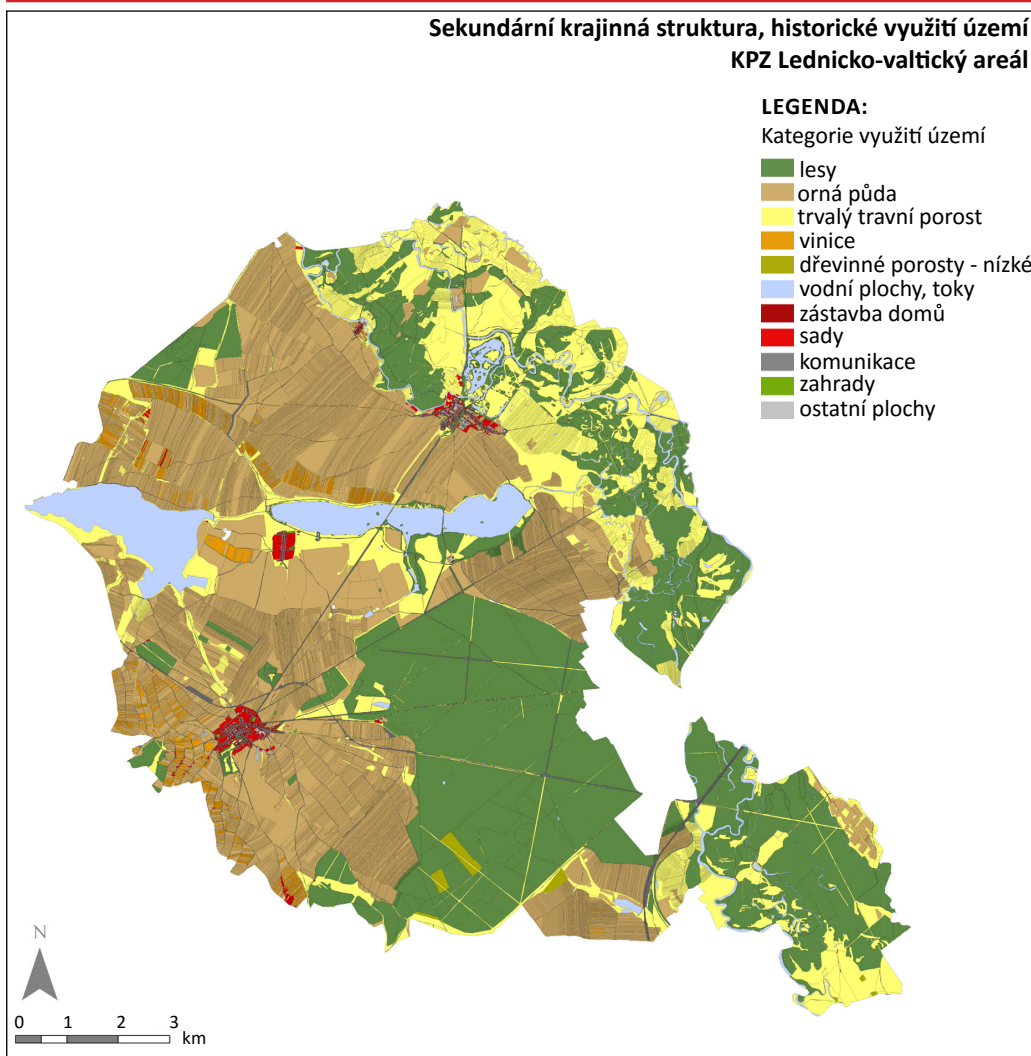 Sekundární krajinná struktura, historické využití území
KPZ Lednicko-valtický areál
LEGENDA:
Kategorie využití území
lesy
orná půda
trvalý travní porost
vinice
dřevinné porosty - nízké
vodní plochy, toky
zástavba domů
sady
komunikace
zahrady
ostatní plochy
N
0 1 2 3
km